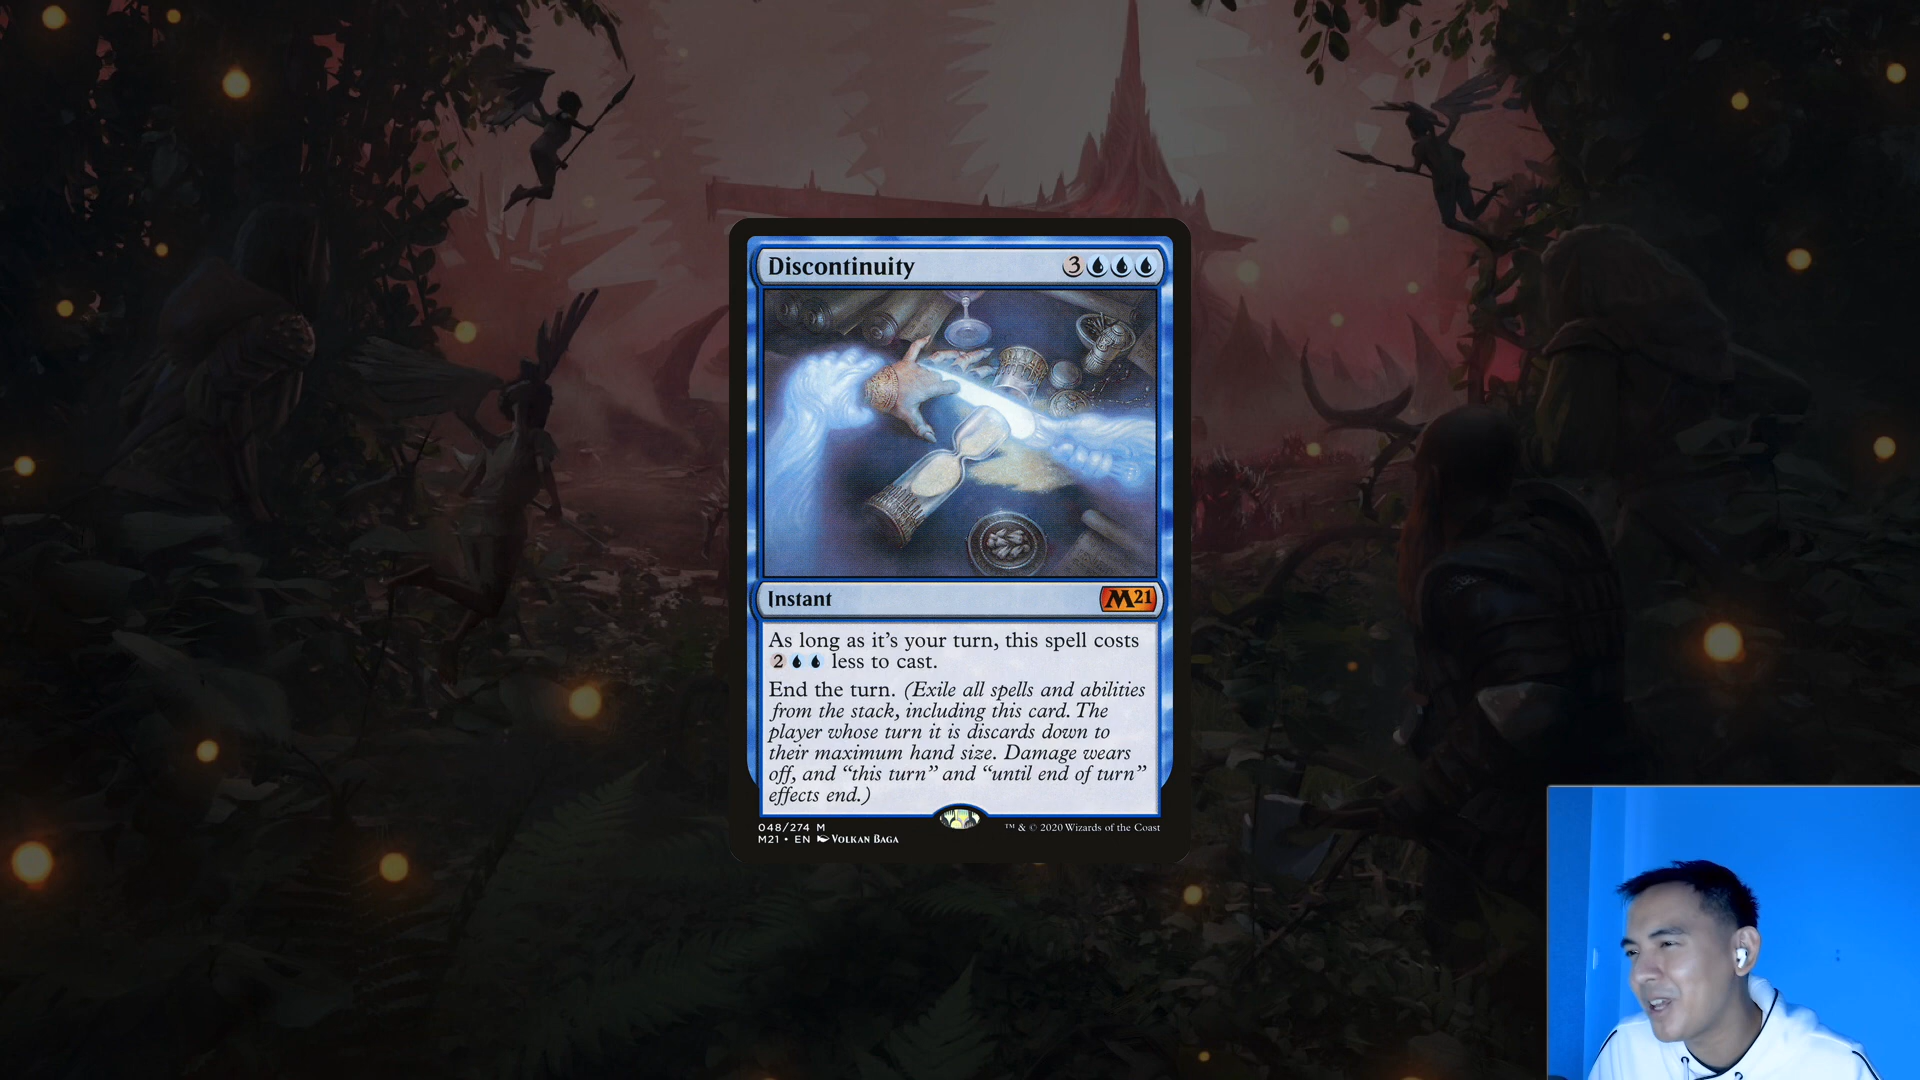 Discontinuity 3
Instant M21
As long as it's your turn, this spell costs
2 less to cast.
End the turn. (Exile all spells and abilities
from the stack, including this card. The
player whose turn it is discards down to
their maximum hand size. Damage wears
off, and “this turn” and “until end of turn”
effects end.)
048/274 M
M21 • EN VOLKAN BAGA
™ & © 2020 Wizards of the Coast